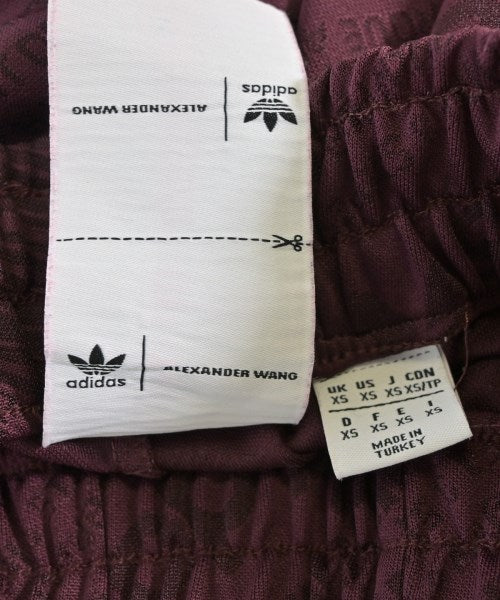 adidas | ALEXANDER WANG
adidas | ALEXANDER WANG
UK US J CDN
XS XS XS XS/TP
D F E I
XS XS XS XS
MADE IN
TURKEY